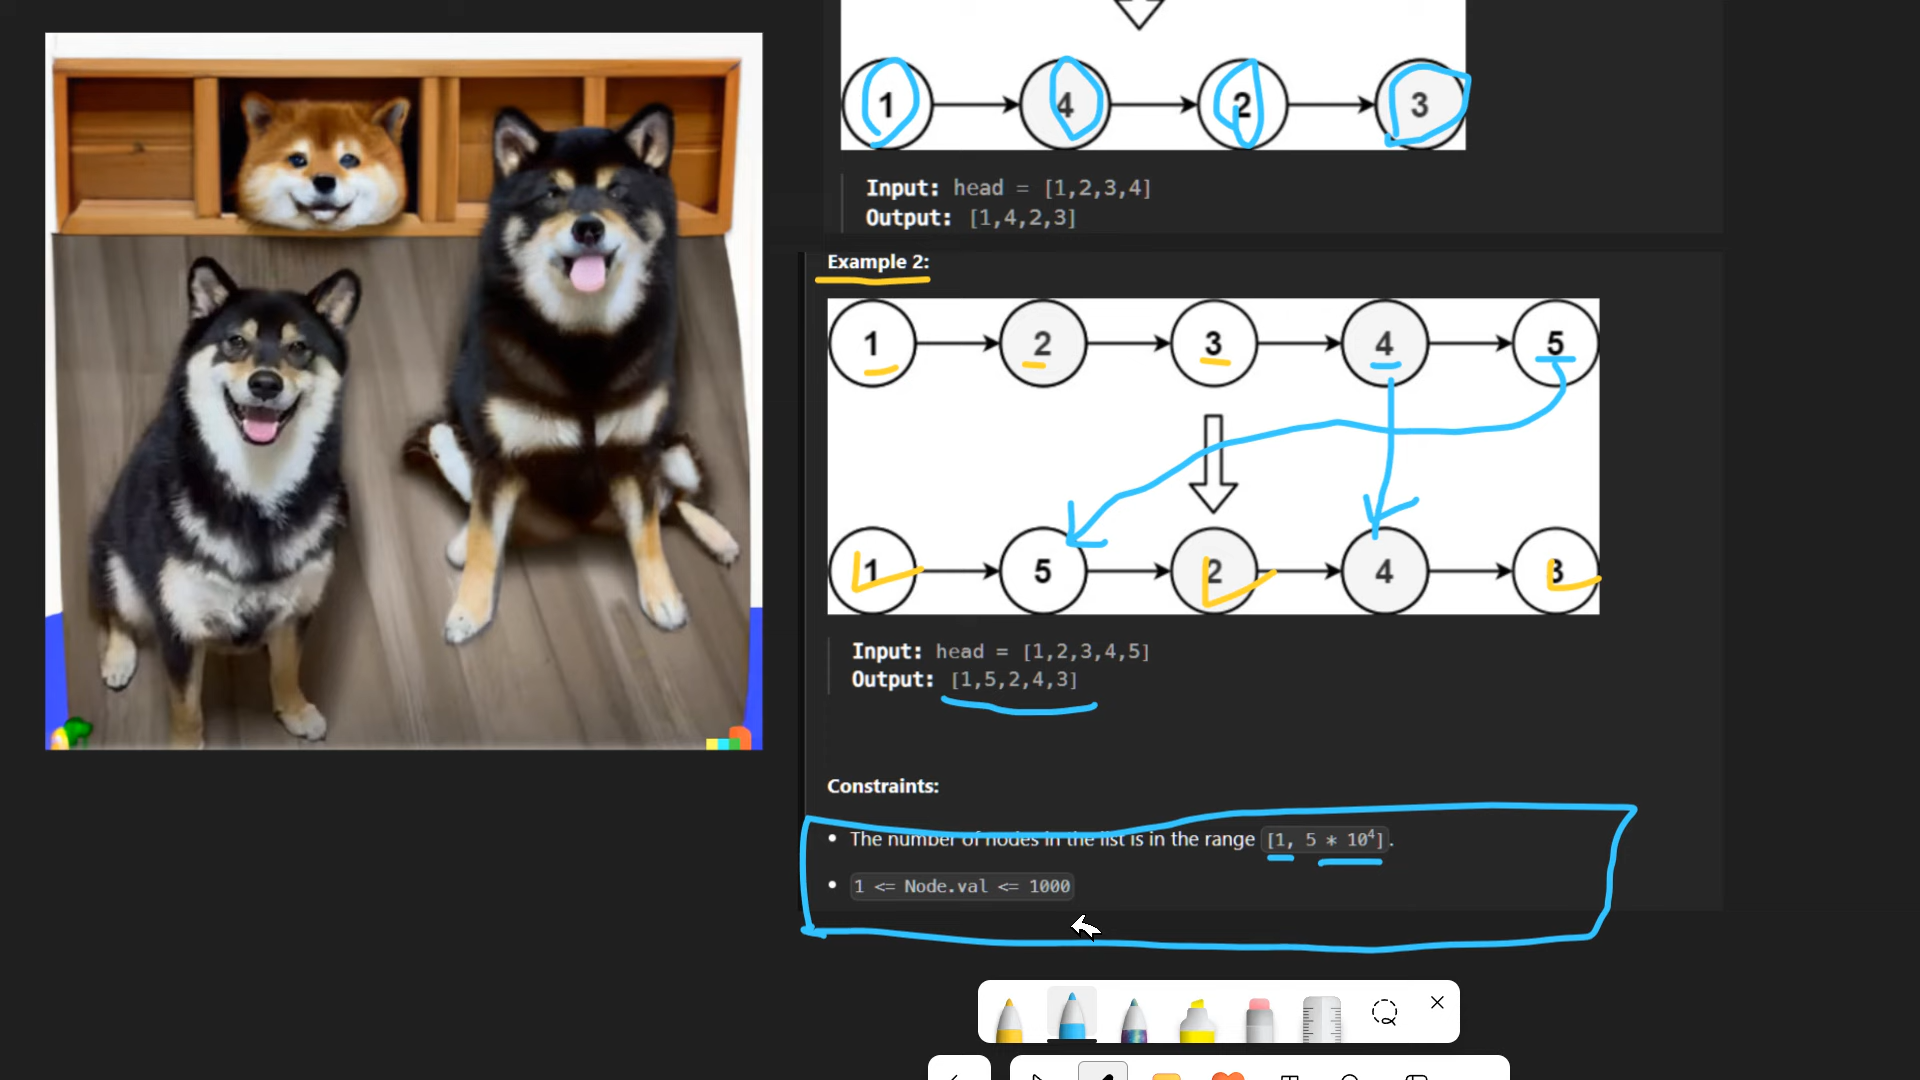 1 4 2 3
Input: head = [1,2,3,4]
Output: [1,4,2,3]
Example 2:
1 2 3 4 5
1 5 2 4 3
Input: head = [1,2,3,4,5]
Output: [1,5,2,4,3]
Constraints:
• The number of nodes in the list is in the range [1, 5 * 10⁴].
• 1 <= Node.val <= 1000